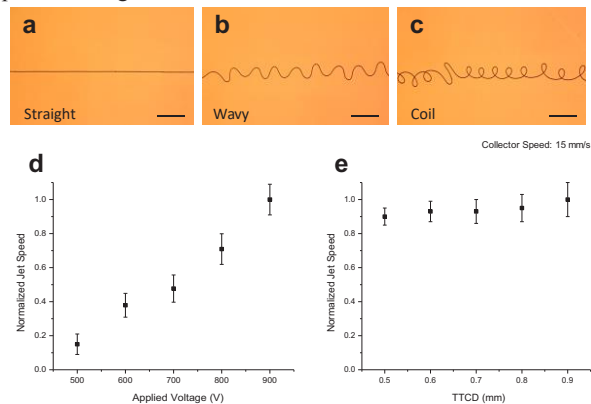 a
b
c
Straight
Wavy
Coil
Collector Speed: 15 mm/s
d
e
Normalized Jet Speed
1.0
0.8
0.6
0.4
0.2
0.0
500 600 700 800 900
Applied Voltage (V)
Normalized Jet Speed
1.0
0.8
0.6
0.4
0.2
0.0
0.5 0.6 0.7 0.8 0.9
TTCD (mm)